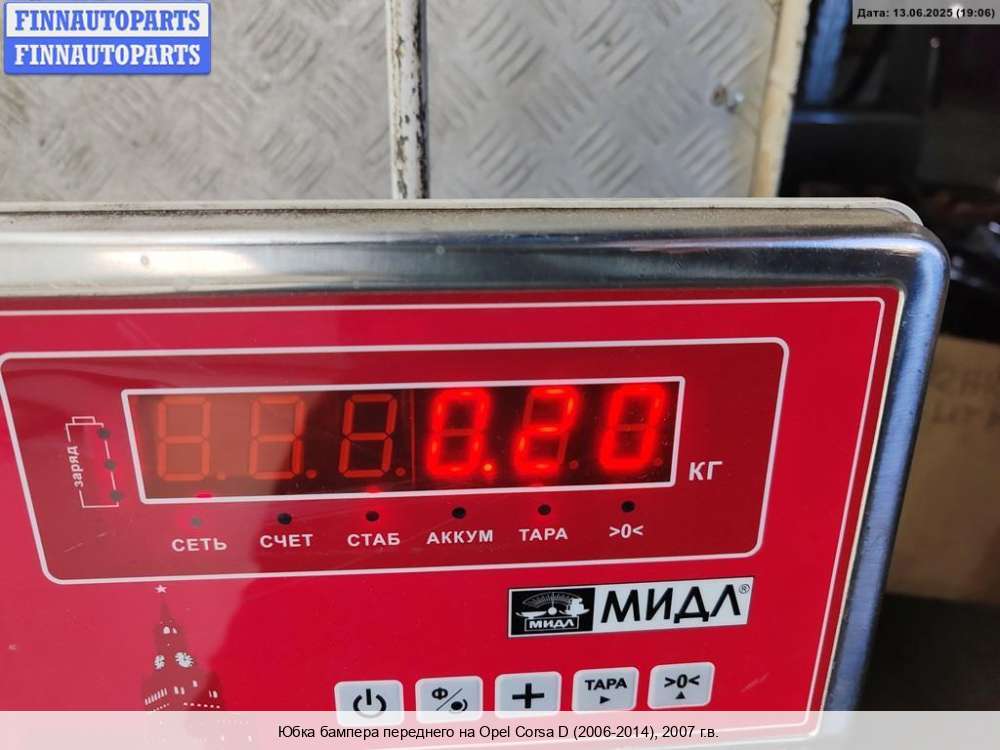 FINNAUTOPARTS
FINNAUTOPARTS
Дата: 13.06.2025 (19:06)
заряд
0.20
КГ
СЕТЬ СЧЕТ СТАБ АККУМ ТАРА >0<
МИДЛ МИДЛ®
Ф ТАРА >0<
Юбка бампера переднего на Opel Corsa D (2006-2014), 2007 г.в.